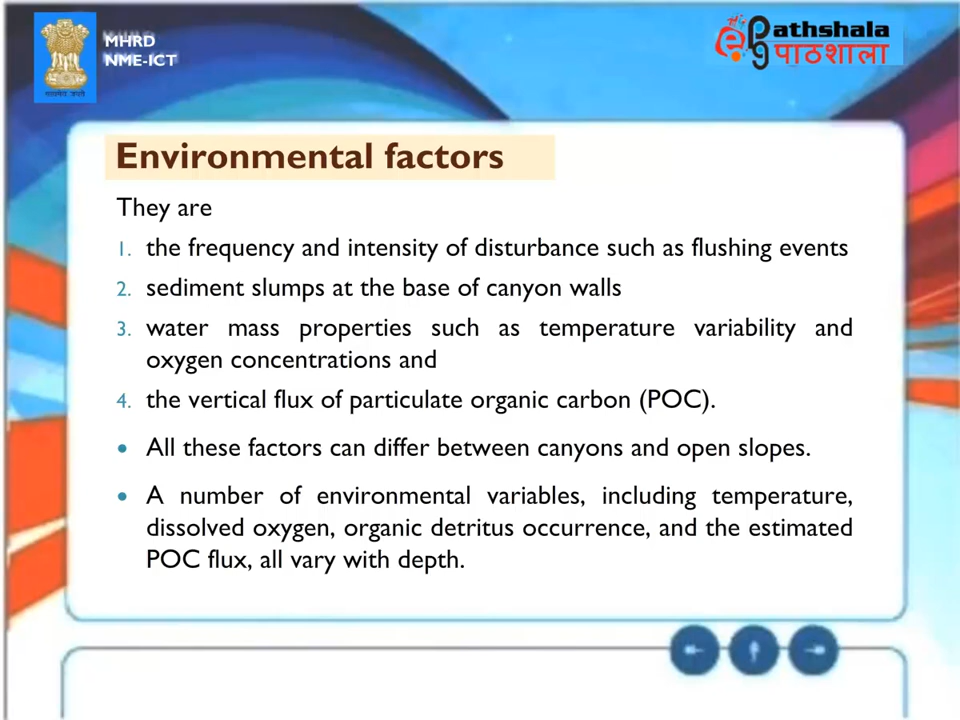 MHRD
NME-ICT
सत्यमेव जयते
e pg athshala
पाठशाला
Environmental factors
They are
1. the frequency and intensity of disturbance such as flushing events
2. sediment slumps at the base of canyon walls
3. water mass properties such as temperature variability and
oxygen concentrations and
4. the vertical flux of particulate organic carbon (POC).
• All these factors can differ between canyons and open slopes.
• A number of environmental variables, including temperature,
dissolved oxygen, organic detritus occurrence, and the estimated
POC flux, all vary with depth.